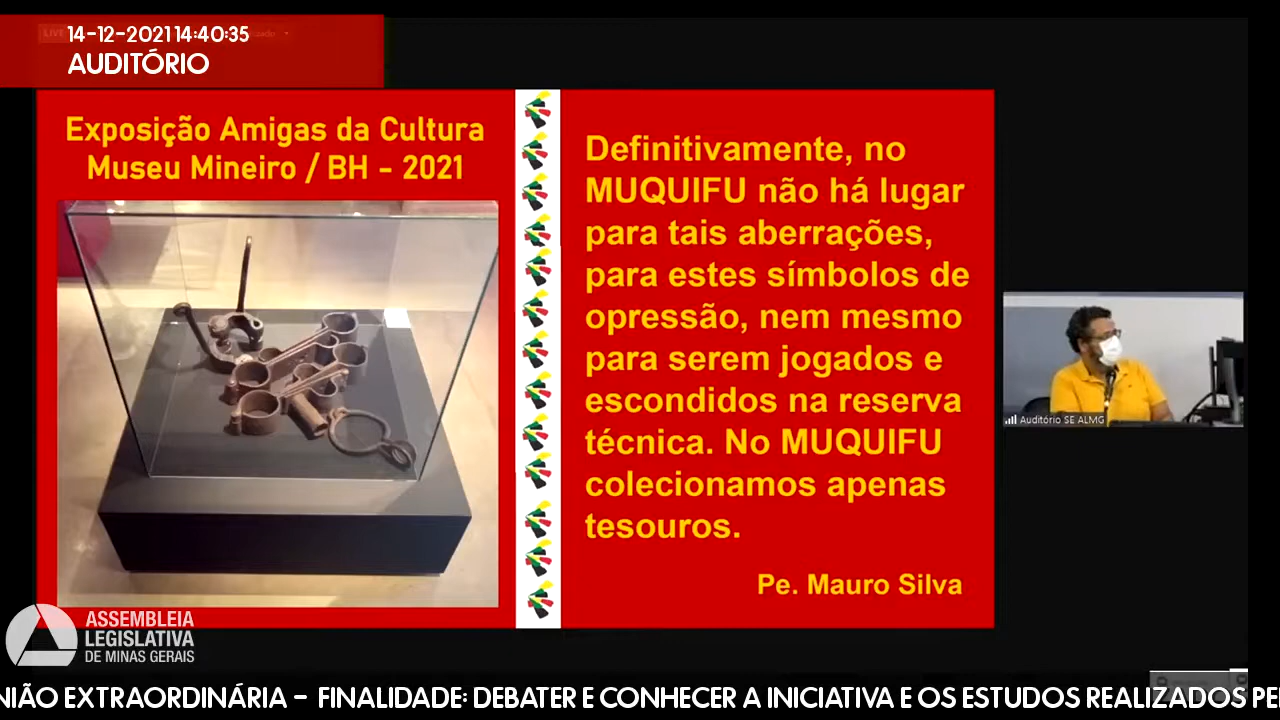 LIVE
14-12-2021 14:40:35
AUDITÓRIO
Exposição Amigas da Cultura
Museu Mineiro / BH - 2021
Definitivamente, no
MUQUIFU não há lugar
para tais aberrações,
para estes símbolos de
opressão, nem mesmo
para serem jogados e
escondidos na reserva
técnica. No MUQUIFU
colecionamos apenas
tesouros.
Pe. Mauro Silva
Auditório SE ALMG
ASSEMBLEIA
LEGISLATIVA
DE MINAS GERAIS
NIÃO EXTRAORDINÁRIA - FINALIDADE: DEBATER E CONHECER A INICIATIVA E OS ESTUDOS REALIZADOS PE